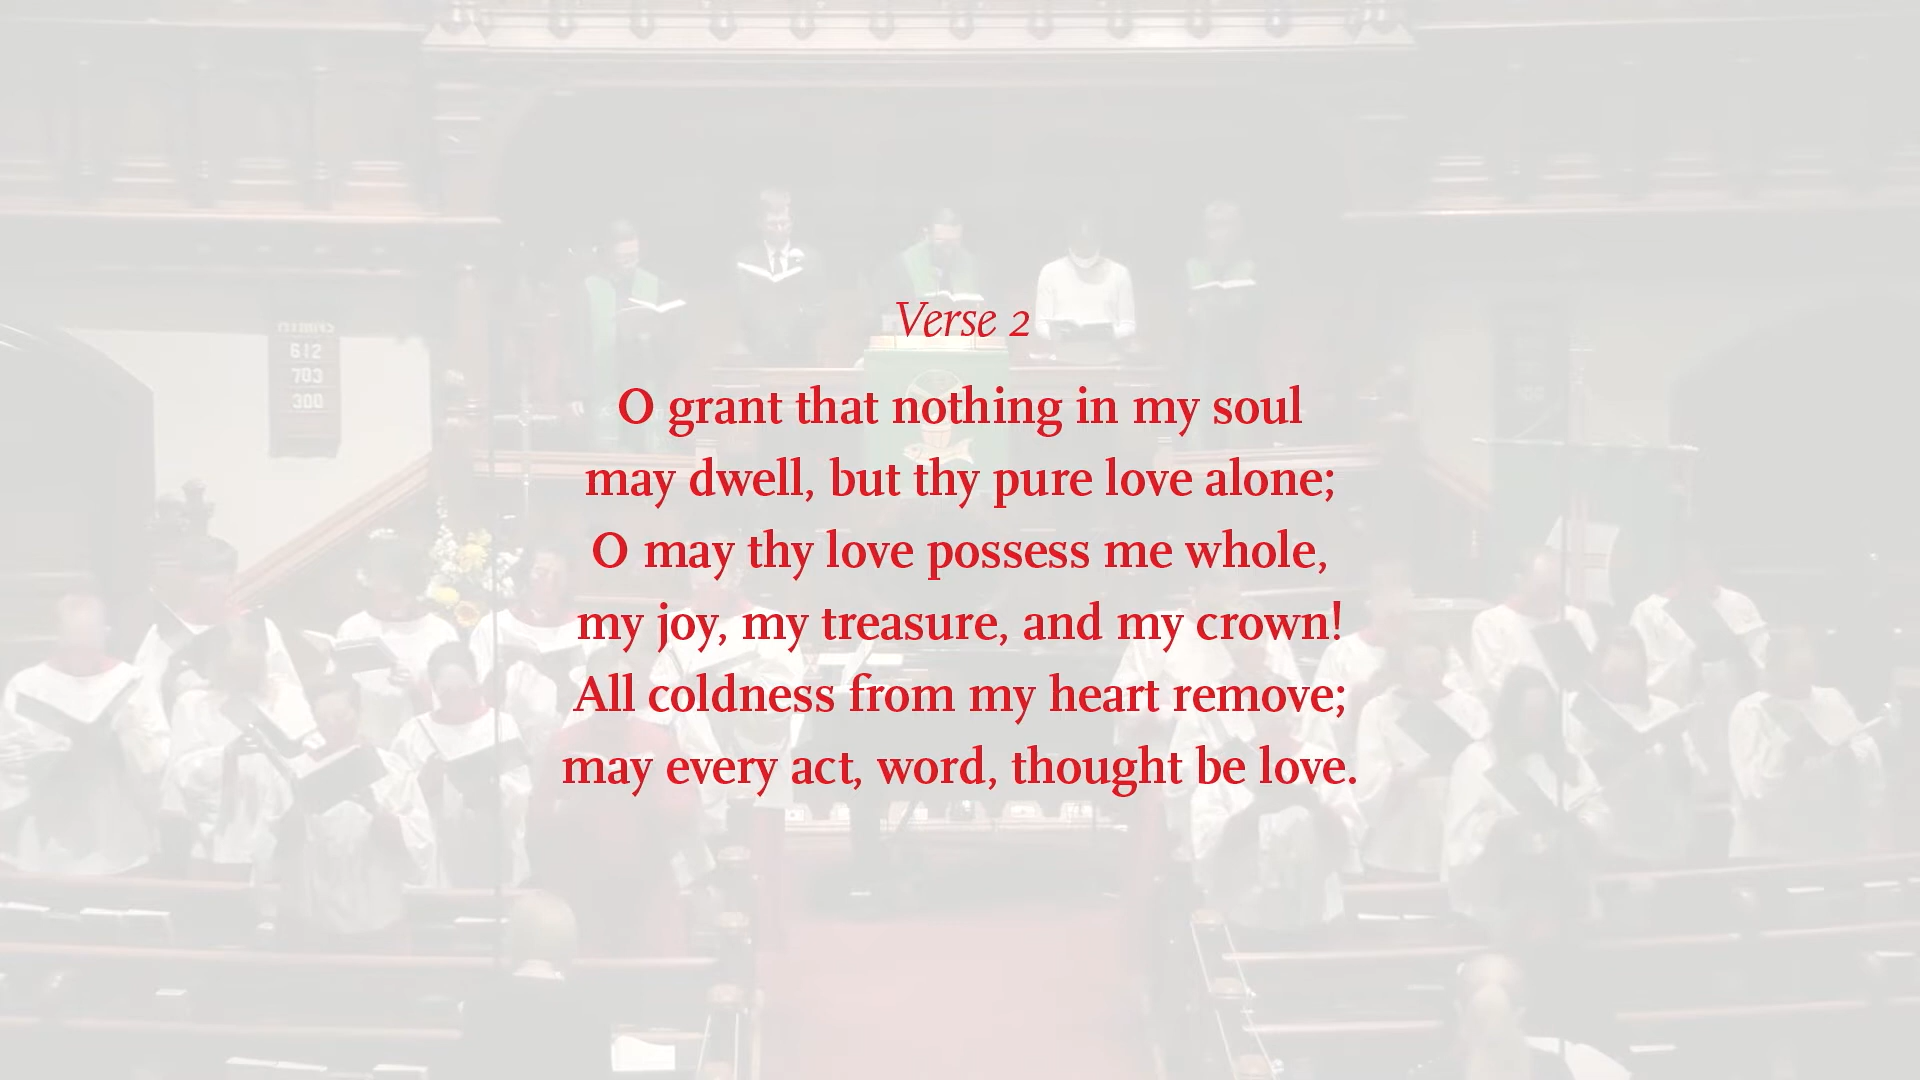 Verse 2
O grant that nothing in my soul
may dwell, but thy pure love alone;
O may thy love possess me whole,
my joy, my treasure, and my crown!
All coldness from my heart remove;
may every act, word, thought be love.
HYMNS
612
703
300